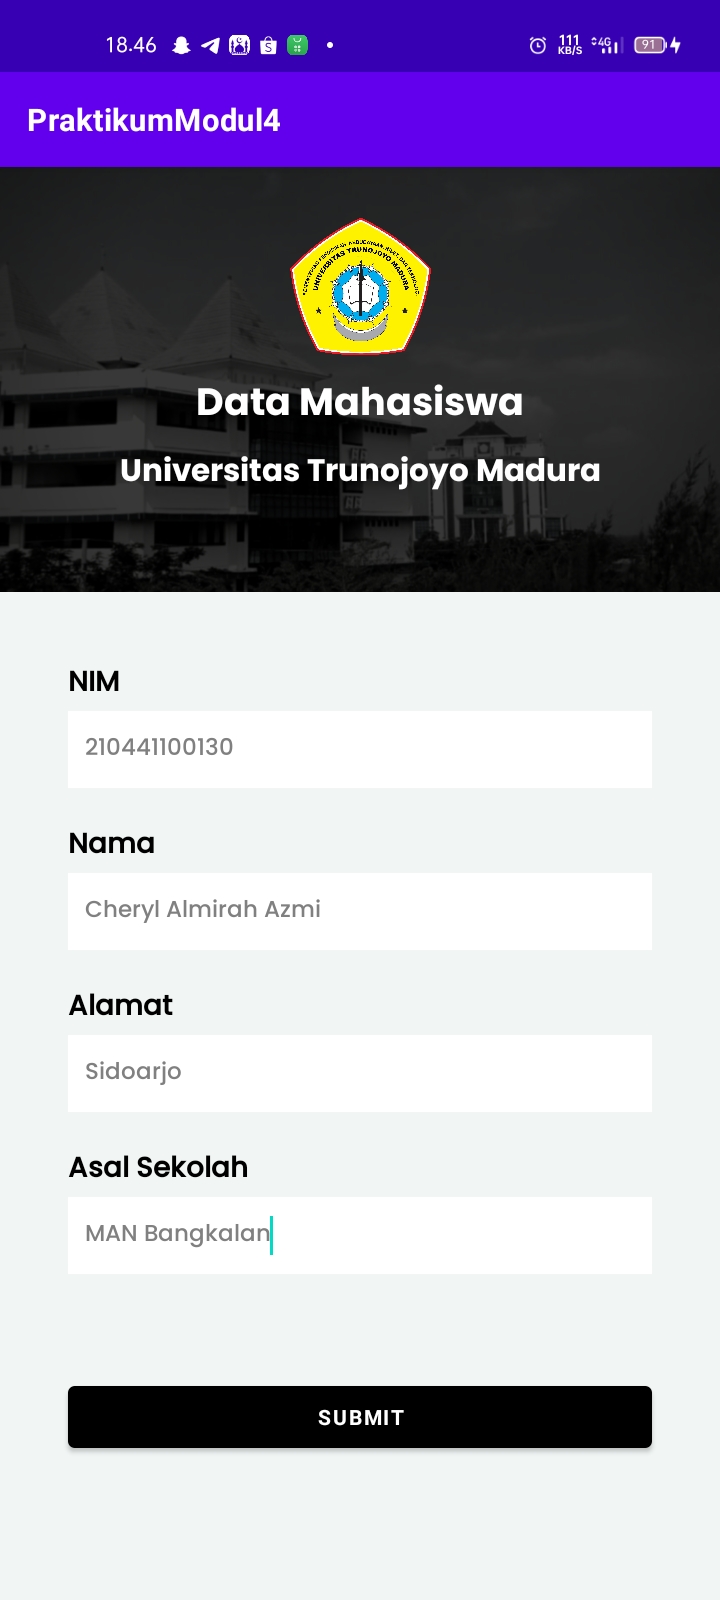 18.46
111
KB/S
4G
91
PraktikumModul4
UNIVERSITAS TRUNOJOYO MADURA
Data Mahasiswa
Universitas Trunojoyo Madura
NIM
210441100130
Nama
Cheryl Almirah Azmi
Alamat
Sidoarjo
Asal Sekolah
MAN Bangkalan
SUBMIT